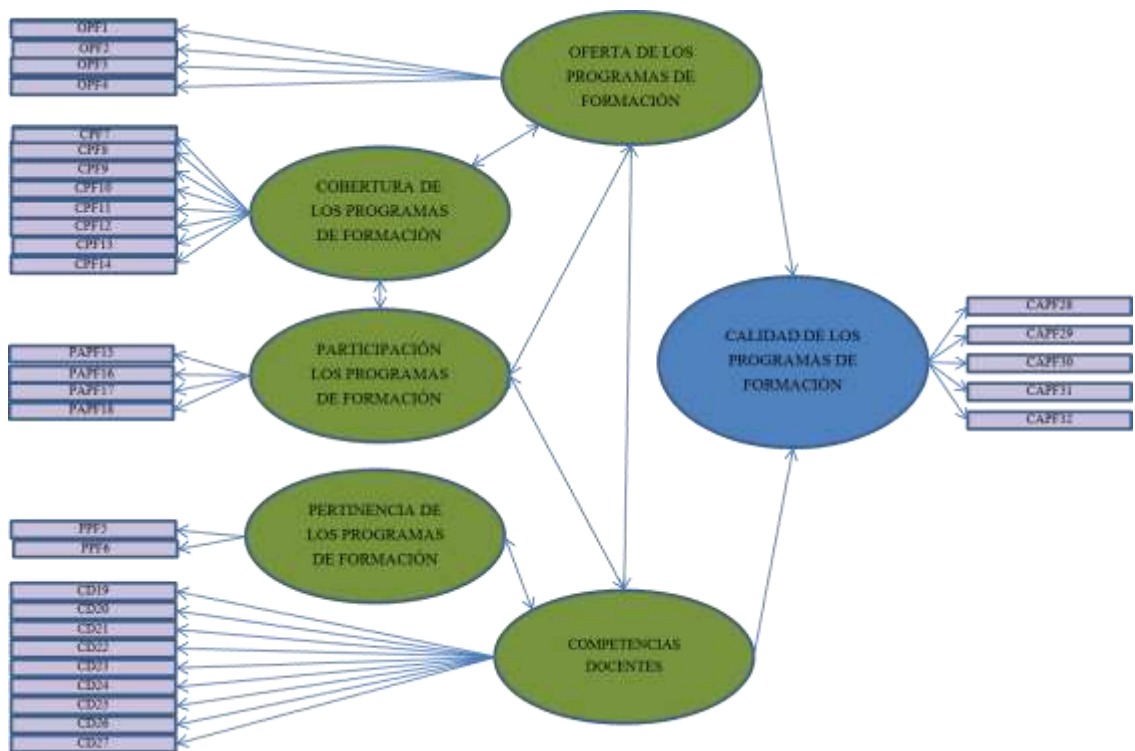 OPF1
OPF2
OPF3
OPF4
OFERTA DE LOS
PROGRAMAS DE
FORMACIÓN
CPF7
CPF8
CPF9
CPF10
CPF11
CPF12
CPF13
CPF14
COBERTURA DE
LOS PROGRAMAS
DE FORMACIÓN
PAPF15
PAPF16
PAPF17
PAPF18
PARTICIPACIÓN
LOS PROGRAMAS
DE FORMACIÓN
CALIDAD DE LOS
PROGRAMAS DE
FORMACIÓN
CAPF28
CAPF29
CAPF30
CAPF31
CAPF32
PERTINENCIA DE
LOS PROGRAMAS
DE FORMACIÓN
PPF5
PPF6
CD19
CD20
CD21
CD22
CD23
CD24
CD25
CD26
CD27
COMPETENCIAS
DOCENTES